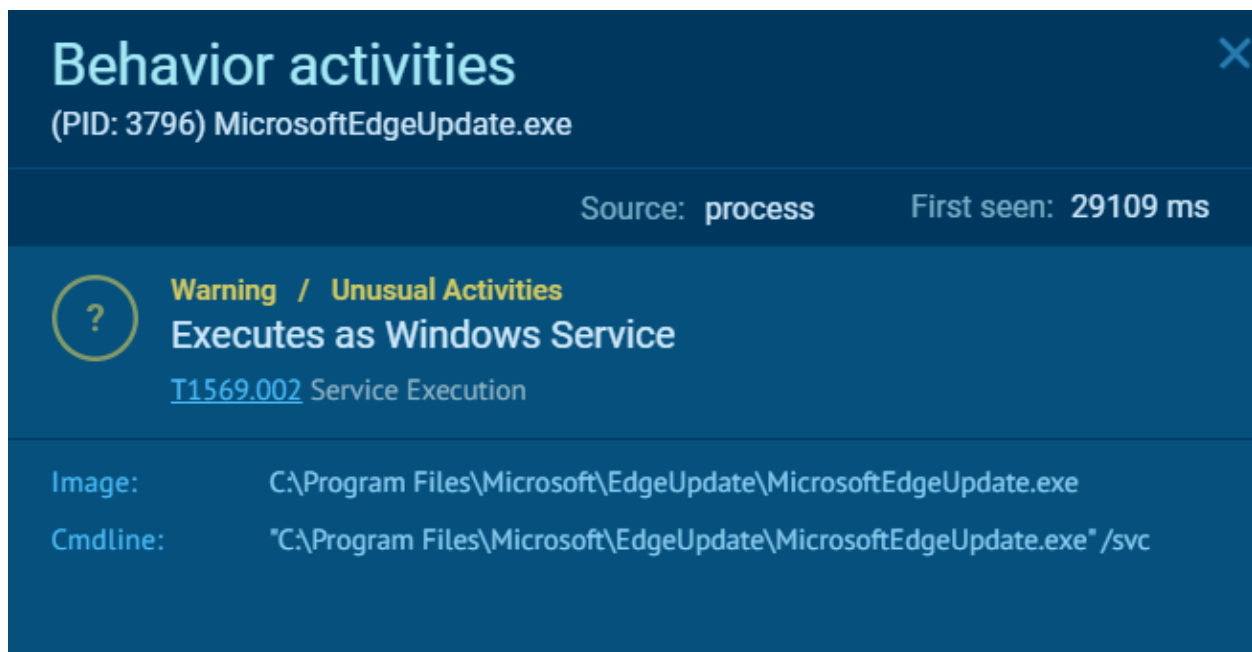 Behavior activities
(PID: 3796) MicrosoftEdgeUpdate.exe
Source: process First seen: 29109 ms
Warning / Unusual Activities
?
Executes as Windows Service
T1569.002 Service Execution
Image: C:\Program Files\Microsoft\EdgeUpdate\MicrosoftEdgeUpdate.exe
Cmdline: "C:\Program Files\Microsoft\EdgeUpdate\MicrosoftEdgeUpdate.exe" /svc